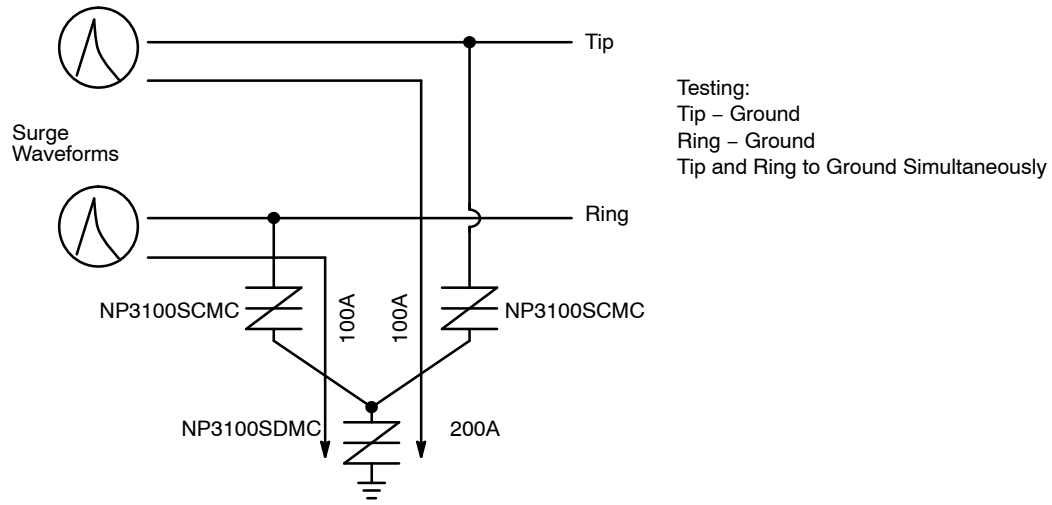 Tip
Testing:
Tip – Ground
Ring – Ground
Tip and Ring to Ground Simultaneously
Surge
Waveforms
Ring
NP3100SCMC
100A
100A
NP3100SCMC
NP3100SDMC
200A